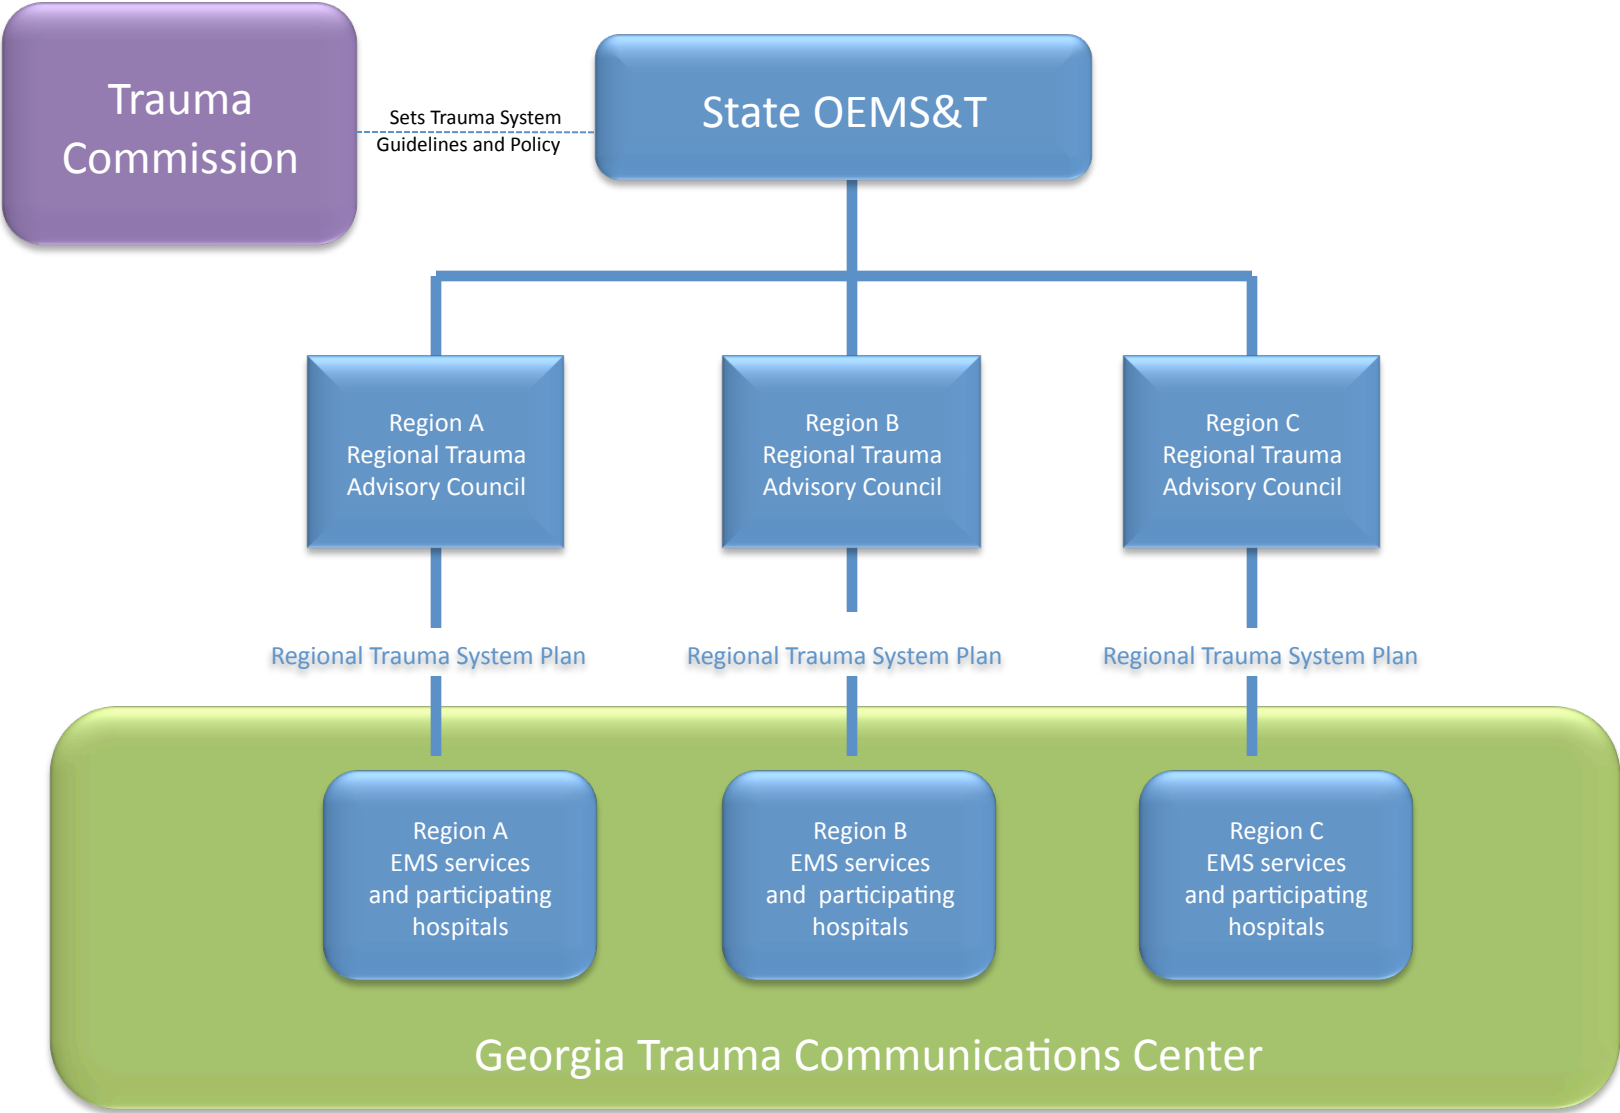 Trauma
Commission
Sets Trauma System
Guidelines and Policy
State OEMS&T
Region A
Regional Trauma
Advisory Council
Region B
Regional Trauma
Advisory Council
Region C
Regional Trauma
Advisory Council
Regional Trauma System Plan
Regional Trauma System Plan
Regional Trauma System Plan
Region A
EMS services
and participating
hospitals
Region B
EMS services
and  participating
hospitals
Region C
EMS services
and participating
hospitals
Georgia Trauma Communications Center